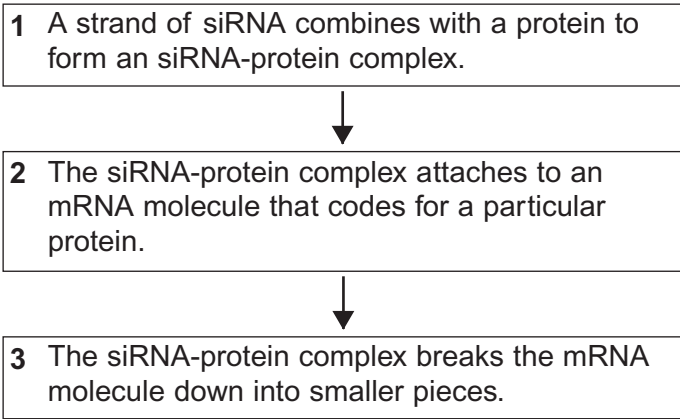 1 A strand of siRNA combines with a protein to
form an siRNA-protein complex.
2 The siRNA-protein complex attaches to an
mRNA molecule that codes for a particular
protein.
3 The siRNA-protein complex breaks the mRNA
molecule down into smaller pieces.